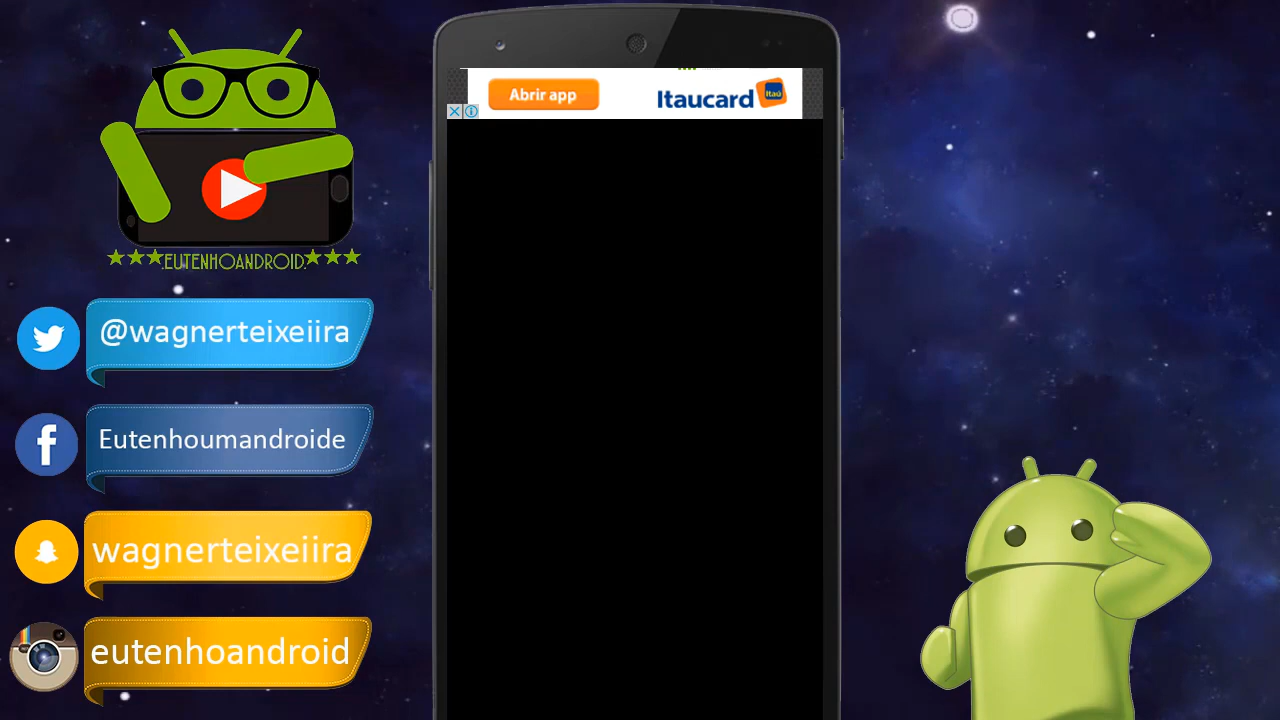 Abrir app
Itaucard
Itaú
.EUTENHOANDROID.
@wagnerteixeiira
Eutenhoumandroide
wagnerteixeiira
eutenhoandroid